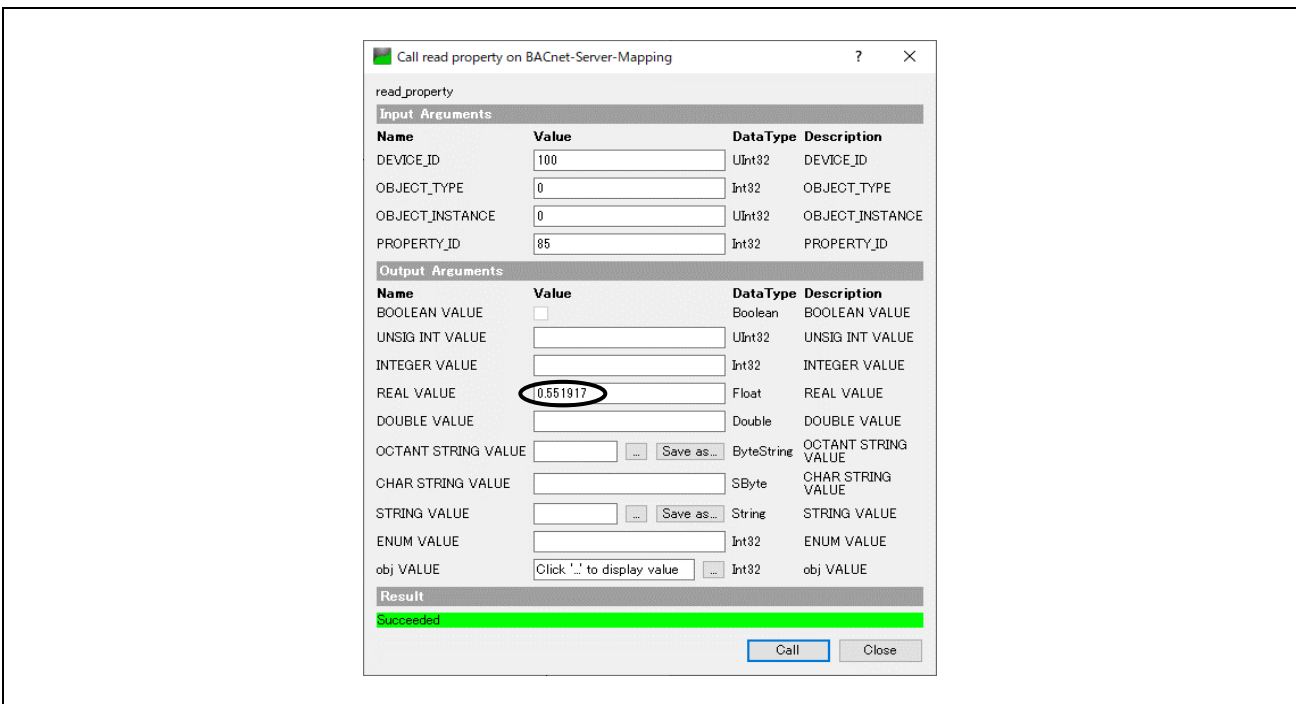 Call read property on BACnet-Server-Mapping ? ×
read_property
Input Arguments
Name Value DataType Description
DEVICE_ID 100 UInt32 DEVICE_ID
OBJECT_TYPE 0 Int32 OBJECT_TYPE
OBJECT_INSTANCE 0 UInt32 OBJECT_INSTANCE
PROPERTY_ID 85 Int32 PROPERTY_ID
Output Arguments
Name Value DataType Description
BOOLEAN VALUE Boolean BOOLEAN VALUE
UNSIG INT VALUE UInt32 UNSIG INT VALUE
INTEGER VALUE Int32 INTEGER VALUE
REAL VALUE 0.551917 Float REAL VALUE
DOUBLE VALUE Double DOUBLE VALUE
OCTANT STRING VALUE ... Save as... ByteString OCTANT STRING
VALUE
CHAR STRING VALUE SByte CHAR STRING
VALUE
STRING VALUE ... Save as... String STRING VALUE
ENUM VALUE Int32 ENUM VALUE
obj VALUE Click '...' to display value ... Int32 obj VALUE
Result
Succeeded
Call Close